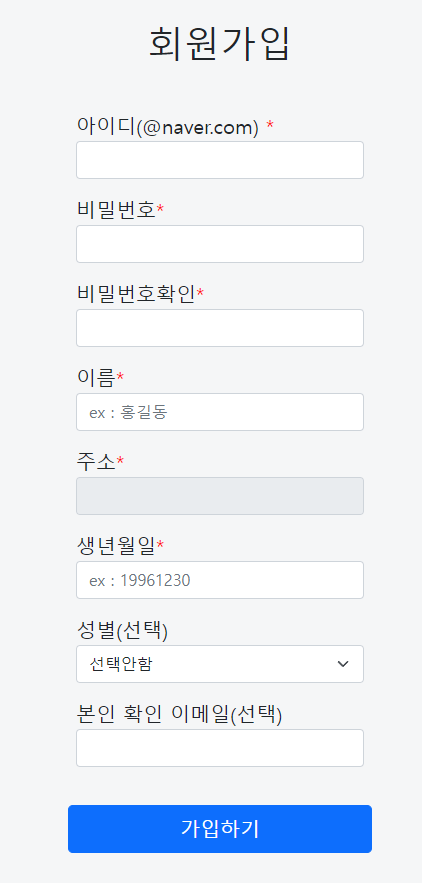 회원가입
아이디(@naver.com) *
비밀번호*
비밀번호확인*
이름*
ex : 홍길동
주소*
생년월일*
ex : 19961230
성별(선택)
선택안함
본인 확인 이메일(선택)
가입하기